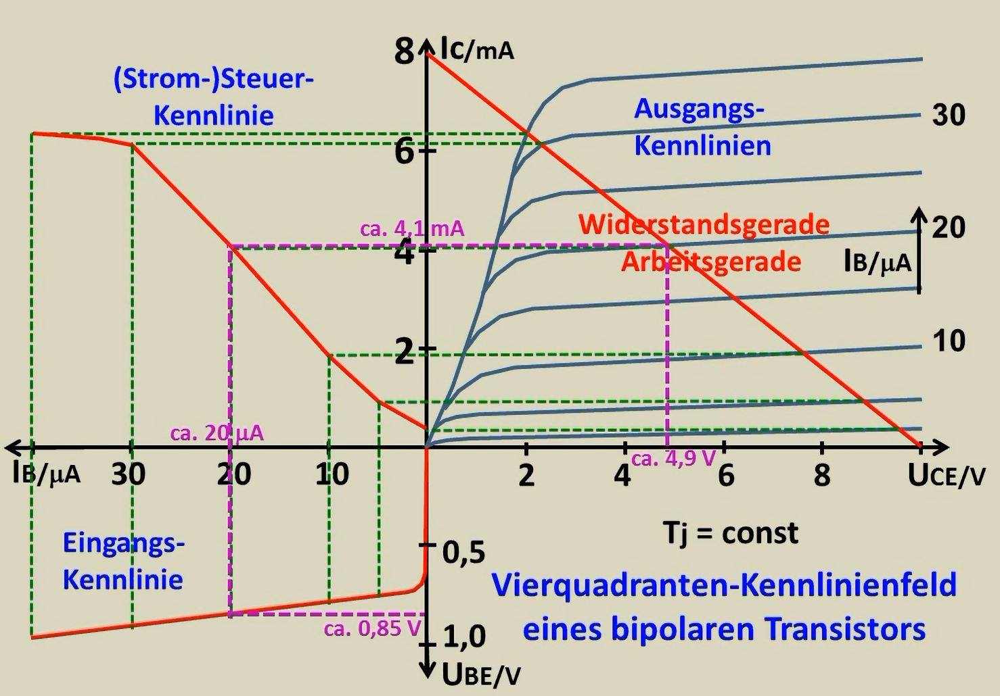 8 IC/mA
(Strom-)Steuer-
Kennlinie
Ausgangs-
Kennlinien
30
6
ca. 4,1 mA
Widerstandsgerade
20
4
Arbeitsgerade
IB/µA
2
10
ca. 20 µA
ca. 4,9 V
IB/µA 30 20 10 2 4 6 8 UCE/V
Eingangs-
Kennlinie
0,5
Tj = const
Vierquadranten-Kennlinienfeld
eines bipolaren Transistors
ca. 0,85 V
1,0
UBE/V